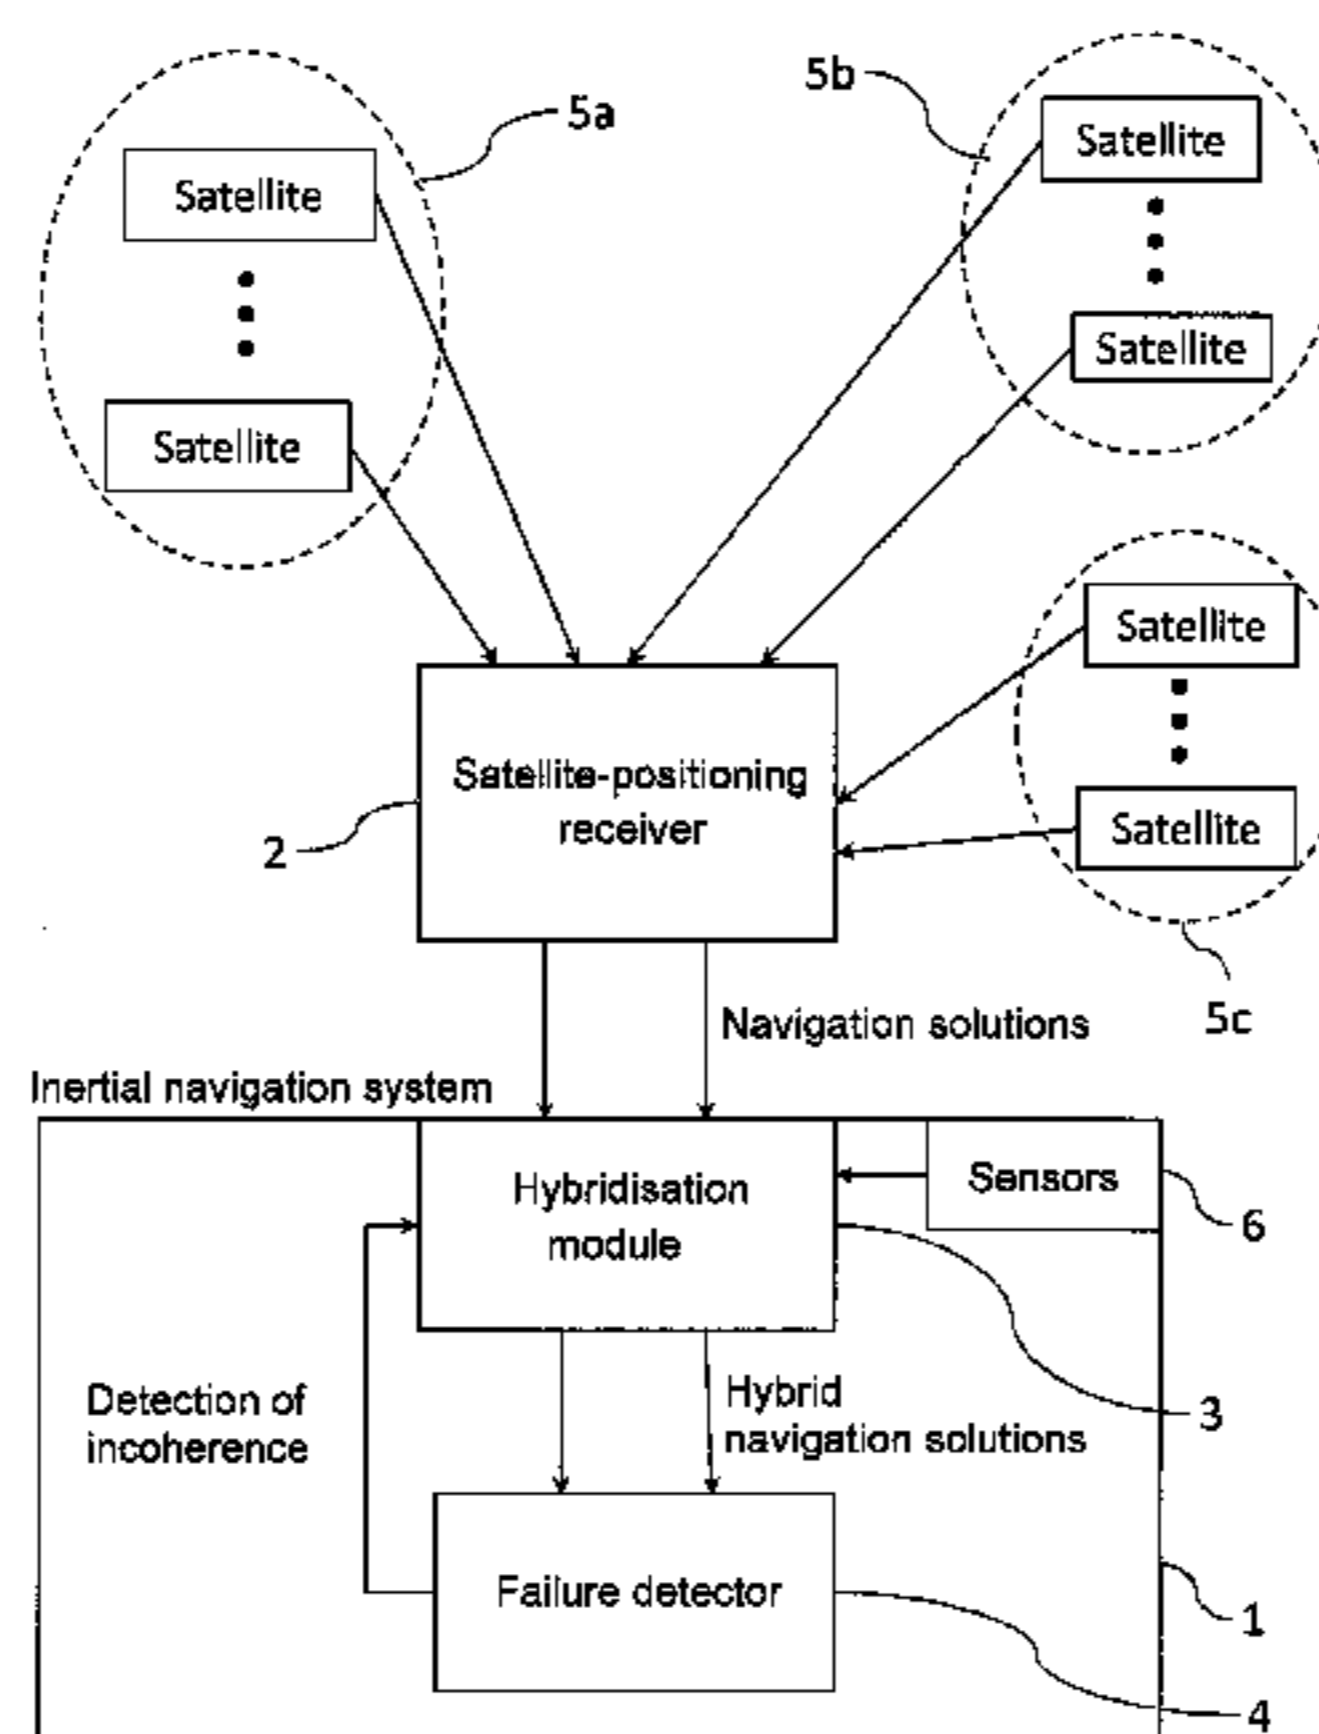 5a
5b
Satellite
Satellite
Satellite
Satellite
Satellite
Satellite
Satellite-positioning
receiver
2
5c
Navigation solutions
Inertial navigation system
Hybridisation
module
Sensors
6
Detection of
incoherence
Hybrid
navigation solutions
3
Failure detector
1
4